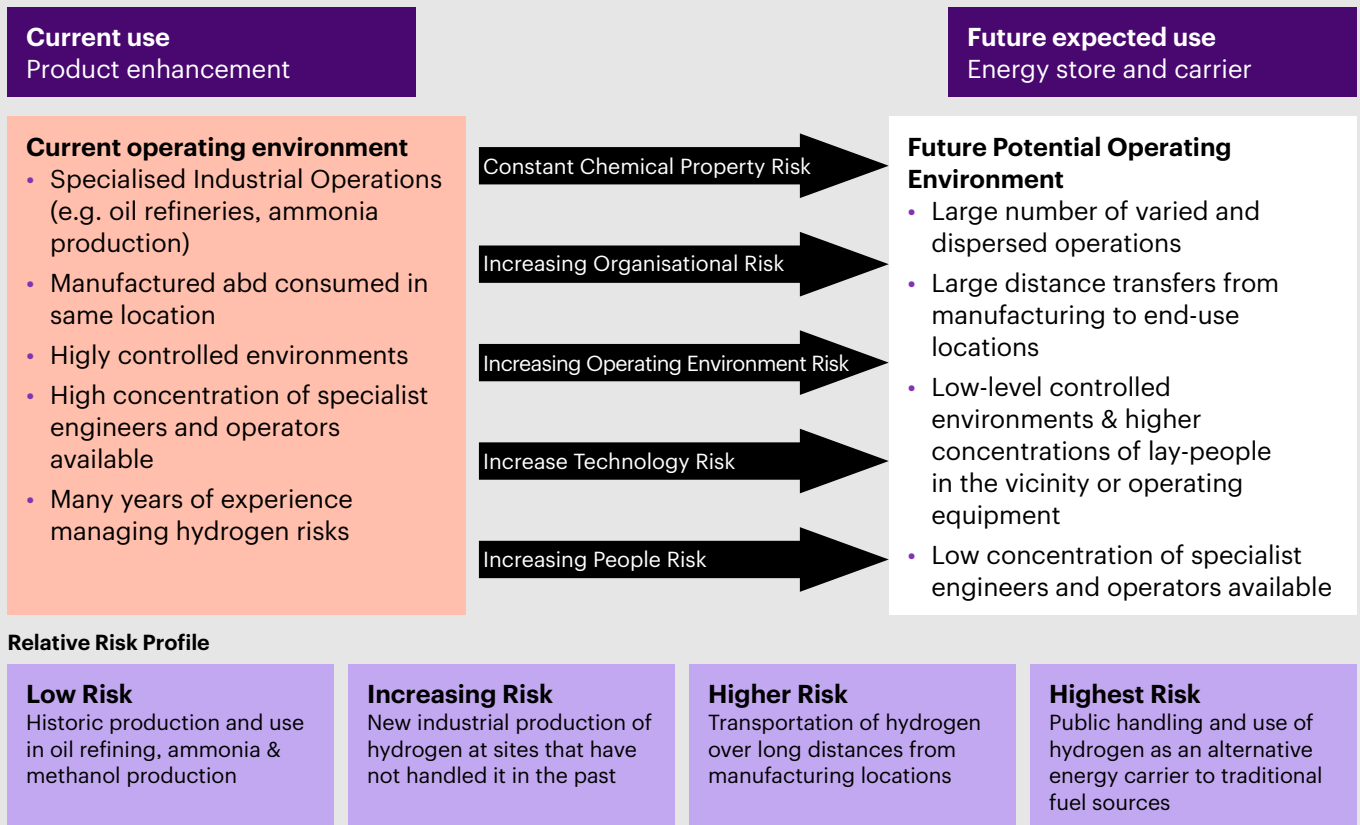 Current use
Product enhancement
Future expected use
Energy store and carrier
Current operating environment
• Specialised Industrial Operations
(e.g. oil refineries, ammonia
production)
• Manufactured abd consumed in
same location
• Higly controlled environments
• High concentration of specialist
engineers and operators
available
• Many years of experience
managing hydrogen risks
Constant Chemical Property Risk
Increasing Organisational Risk
Increasing Operating Environment Risk
Increase Technology Risk
Increasing People Risk
Future Potential Operating
Environment
• Large number of varied and
dispersed operations
• Large distance transfers from
manufacturing to end-use
locations
• Low-level controlled
environments & higher
concentrations of lay-people
in the vicinity or operating
equipment
• Low concentration of specialist
engineers and operators available
Relative Risk Profile
Low Risk
Historic production and use
in oil refining, ammonia &
methanol production
Increasing Risk
New industrial production of
hydrogen at sites that have
not handled it in the past
Higher Risk
Transportation of hydrogen
over long distances from
manufacturing locations
Highest Risk
Public handling and use of
hydrogen as an alternative
energy carrier to traditional
fuel sources